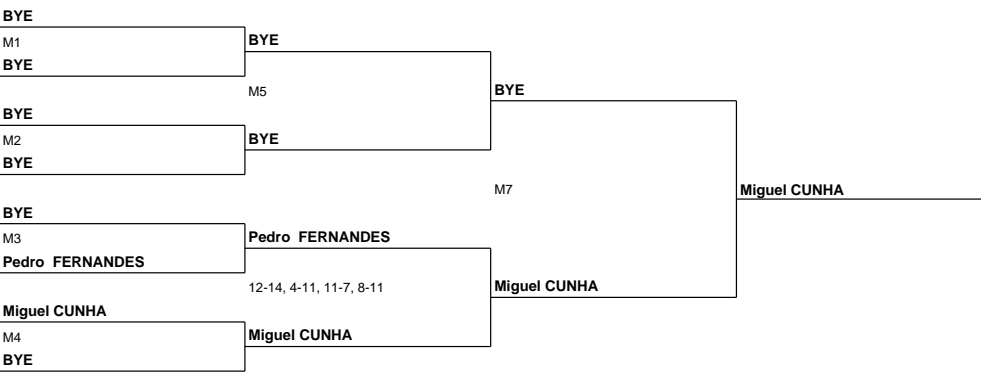 BYE
M1
BYE
BYE
M5
BYE
BYE
M2
BYE
BYE
M7
Miguel CUNHA
BYE
M3
Pedro FERNANDES
Pedro FERNANDES
12-14, 4-11, 11-7, 8-11
Miguel CUNHA
Miguel CUNHA
M4
Miguel CUNHA
BYE